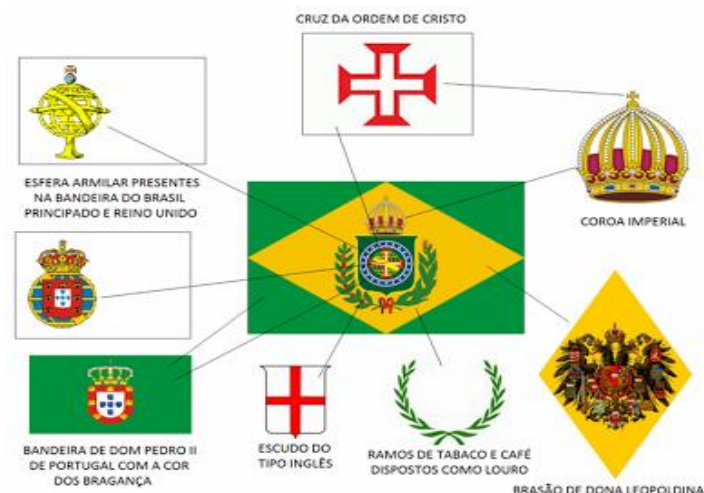 CRUZ DA ORDEM DE CRISTO
ESFERA ARMILAR PRESENTES
NA BANDEIRA DO BRASIL
PRINCIPADO E REINO UNIDO
COROA IMPERIAL
BANDEIRA DE DOM PEDRO II
DE PORTUGAL COM A COR
DOS BRAGANÇA
ESCUDO DO
TIPO INGLÊS
RAMOS DE TABACO E CAFÉ
DISPOSTOS COMO LOURO
BRASÃO DE DONA LEOPOLDINA